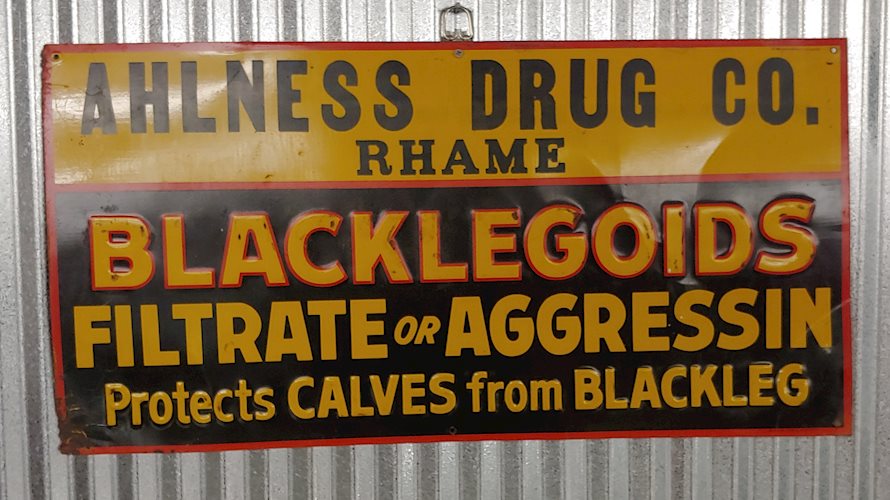 AHLNESS DRUG CO.
RHAME
BLACKLEGOIDS
FILTRATE OR AGGRESSIN
Protects CALVES from BLACKLEG